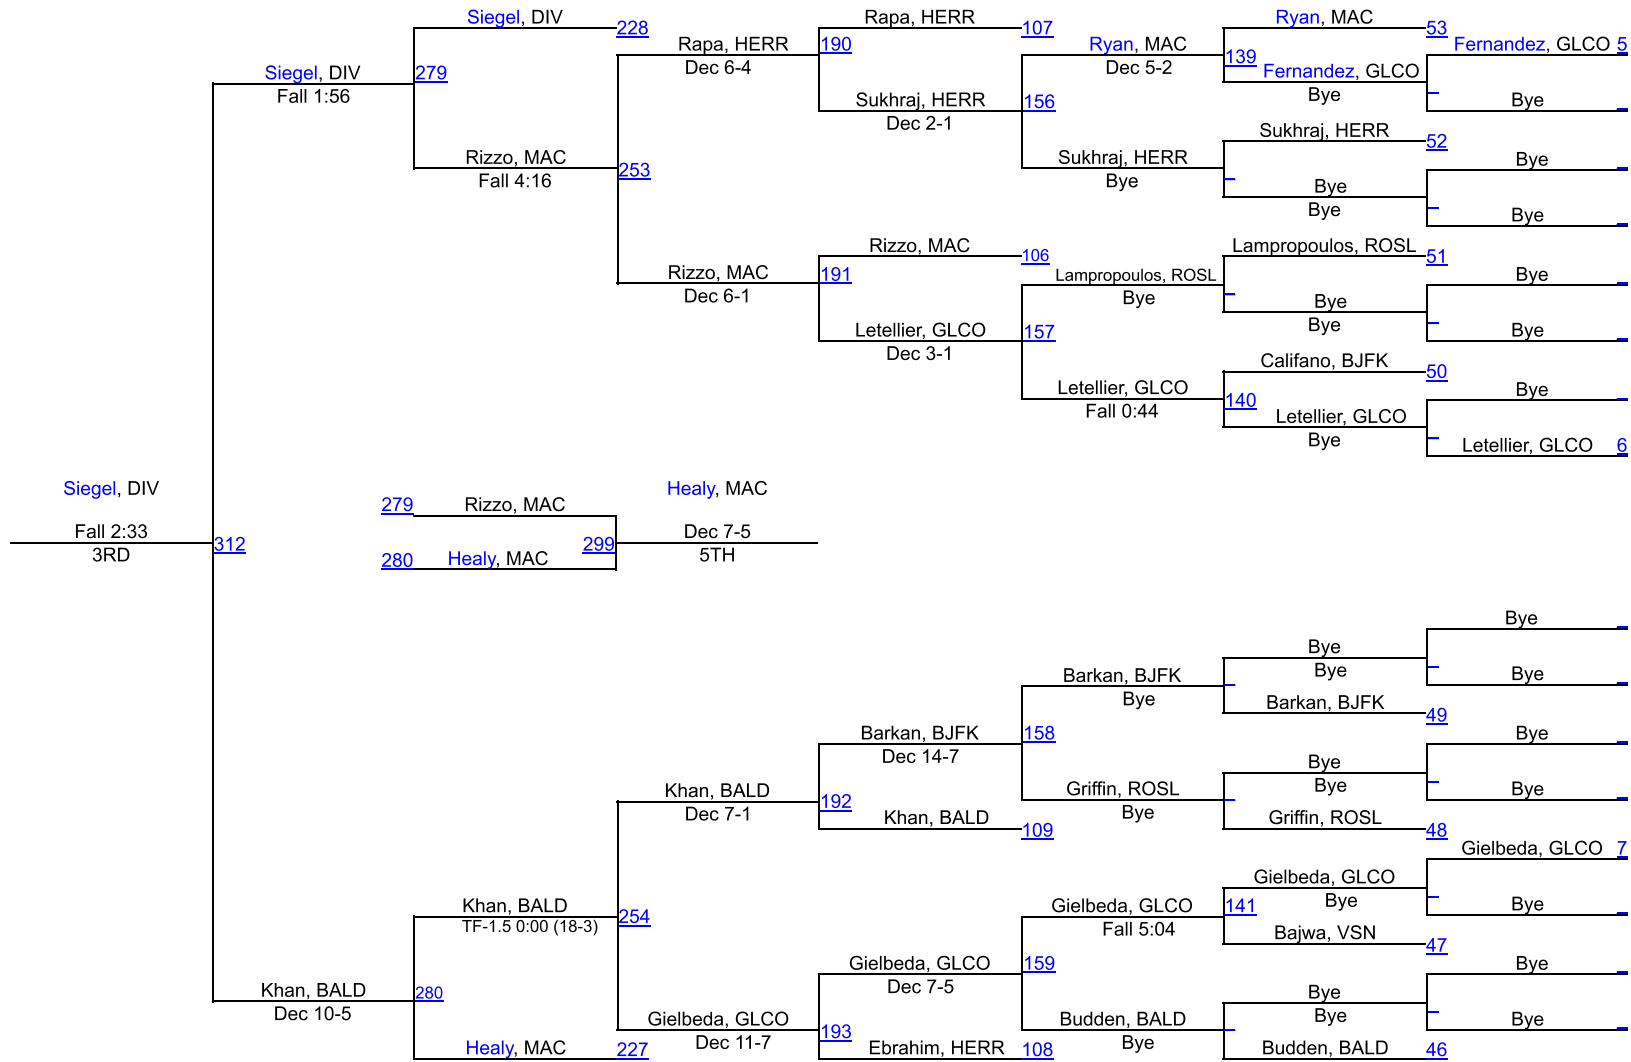 Siegel, DIV
228
Rapa, HERR
107
Ryan, MAC
53
Rapa, HERR
190
Dec 6-4
Ryan, MAC
139
Dec 5-2
Fernandez, GLCO 5
Siegel, DIV
279
Fall 1:56
Fernandez, GLCO
Bye
Sukhraj, HERR
156
Dec 2-1
Bye
Sukhraj, HERR
52
Rizzo, MAC
Fall 4:16
253
Sukhraj, HERR
Bye
Bye
Bye
Bye
Bye
Rizzo, MAC
106
Lampropoulos, ROSL
51
Rizzo, MAC
191
Dec 6-1
Lampropoulos, ROSL
Bye
Bye
Bye
Bye
Letellier, GLCO
157
Dec 3-1
Bye
Califano, BJFK
50
Letellier, GLCO
140
Fall 0:44
Bye
Letellier, GLCO
Bye
Letellier, GLCO 6
Siegel, DIV
Fall 2:33
3RD
312
279
Rizzo, MAC
280
Healy, MAC
299
Healy, MAC
Dec 7-5
5TH
Bye
Bye
Bye
Barkan, BJFK
Bye
Bye
Barkan, BJFK
49
Barkan, BJFK
158
Dec 14-7
Bye
Bye
Bye
Khan, BALD
192
Dec 7-1
Griffin, ROSL
Bye
Bye
Khan, BALD
109
Griffin, ROSL
48
Gielbeda, GLCO 7
Gielbeda, GLCO
Bye
Khan, BALD
254
TF-1.5 0:00 (18-3)
Gielbeda, GLCO
141
Fall 5:04
Bye
Bajwa, VSN
47
Gielbeda, GLCO
159
Dec 7-5
Bye
Khan, BALD
280
Dec 10-5
Bye
Bye
Gielbeda, GLCO
193
Dec 11-7
Budden, BALD
Bye
Bye
Healy, MAC
227
Ebrahim, HERR
108
Budden, BALD
46